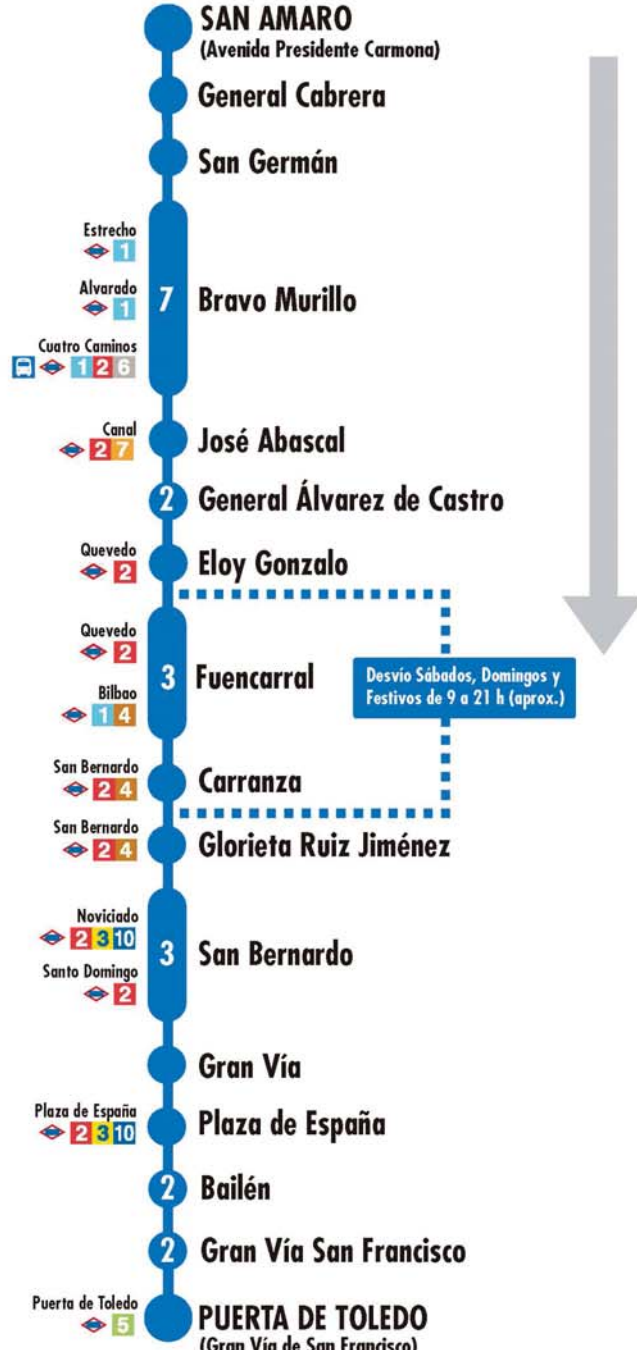 SAN AMARO
(Avenida Presidente Carmona)
General Cabrera
San Germán
Estrecho
1
Alvarado
1
7 Bravo Murillo
Cuatro Caminos
1 2 6
Canal
2 7
José Abascal
2 General Álvarez de Castro
Quevedo
2
Eloy Gonzalo
Quevedo
2
3 Fuencarral
Desvío Sábados, Domingos y
Festivos de 9 a 21 h (aprox.)
Bilbao
1 4
San Bernardo
2 4
Carranza
San Bernardo
2 4
Glorieta Ruiz Jiménez
Noviciado
2 3 10
3 San Bernardo
Santo Domingo
2
Gran Vía
Plaza de España
2 3 10
Plaza de España
2 Bailén
2 Gran Vía San Francisco
Puerta de Toledo
5
PUERTA DE TOLEDO
(Gran Vía de San Francisco)